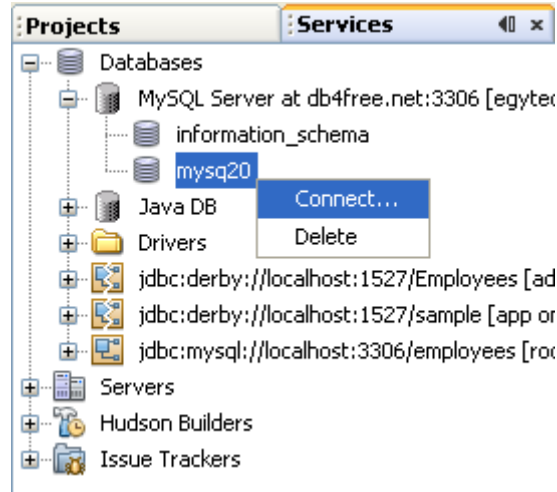 Projects Services
Databases
MySQL Server at db4free.net:3306 [egytec
information_schema
mysq20
Connect...
Java DB
Delete
Drivers
jdbc:derby://localhost:1527/Employees [ad
jdbc:derby://localhost:1527/sample [app on
jdbc:mysql://localhost:3306/employees [roo
Servers
Hudson Builders
Issue Trackers